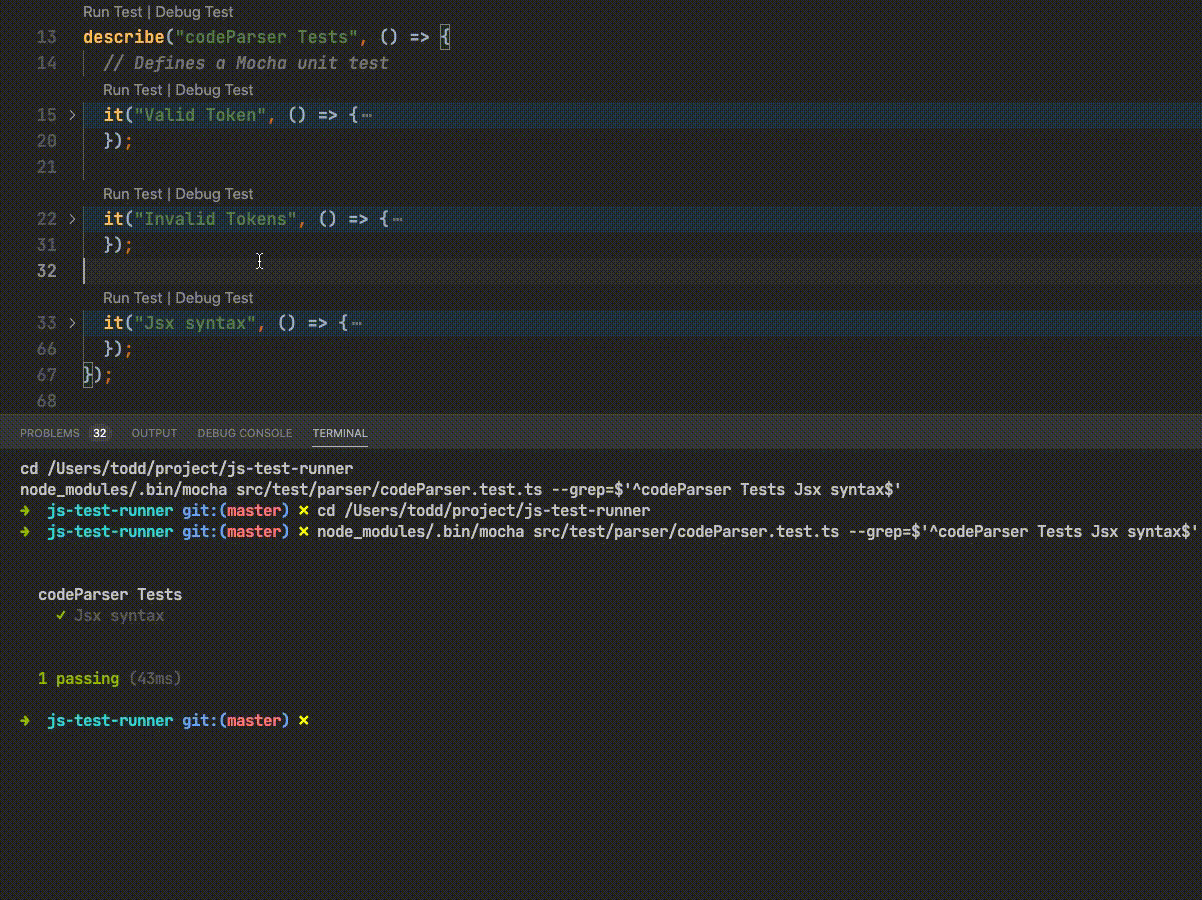 Run Test | Debug Test
13 describe("codeParser Tests", () => {
14 // Defines a Mocha unit test
Run Test | Debug Test
15 > it("Valid Token", () => {⋯
20 });
21
Run Test | Debug Test
22 > it("Invalid Tokens", () => {⋯
31 });
32
Run Test | Debug Test
33 > it("Jsx syntax", () => {⋯
66 });
67 });
68
PROBLEMS 32 OUTPUT DEBUG CONSOLE TERMINAL
cd /Users/todd/project/js-test-runner
node_modules/.bin/mocha src/test/parser/codeParser.test.ts --grep=$'^codeParser Tests Jsx syntax$'
➜ js-test-runner git:(master) ✗ cd /Users/todd/project/js-test-runner
➜ js-test-runner git:(master) ✗ node_modules/.bin/mocha src/test/parser/codeParser.test.ts --grep=$'^codeParser Tests Jsx syntax$'
codeParser Tests
✓ Jsx syntax
1 passing (43ms)
➜ js-test-runner git:(master) ✗